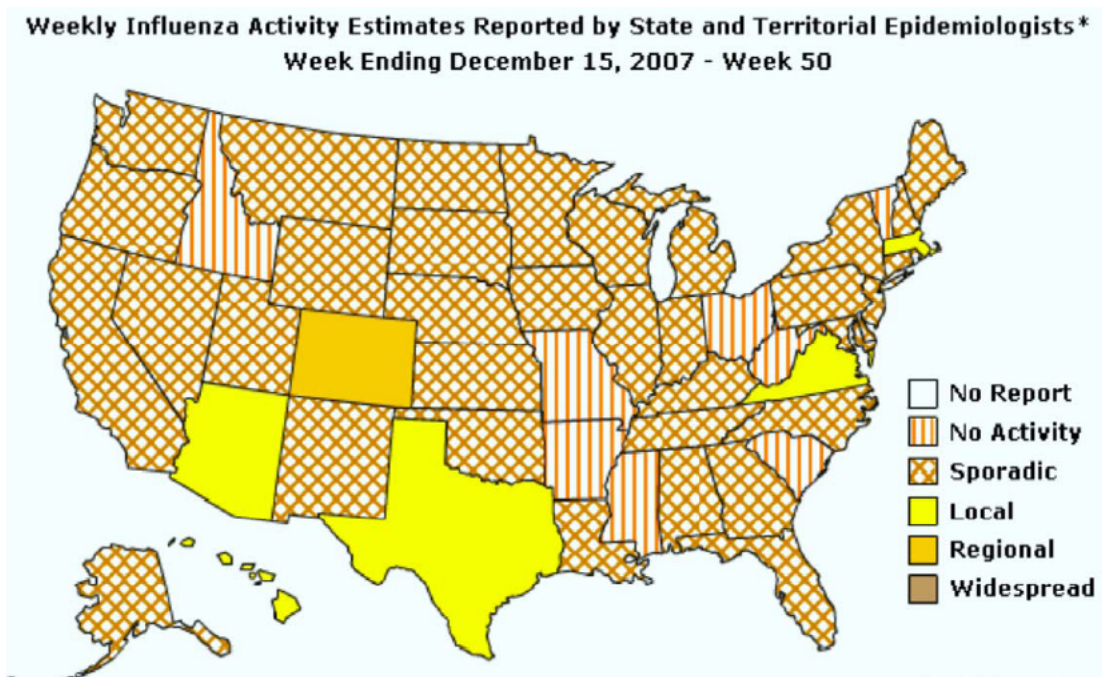 Weekly Influenza Activity Estimates Reported by State and Territorial Epidemiologists*
Week Ending December 15, 2007 - Week 50
No Report
No Activity
Sporadic
Local
Regional
Widespread